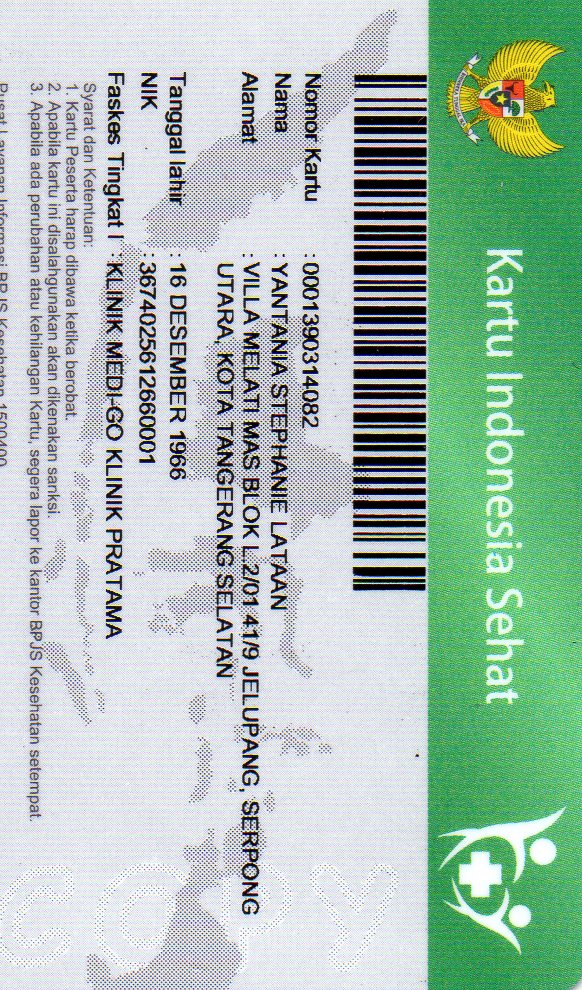 Kartu Indonesia Sehat
Nomor Kartu : 0001390314082
Nama : YANTANIA STEPHANIE LATAAN
Alamat : VILLA MELATI MAS BLOK L.2/01 41/9 JELUPANG, SERPONG
UTARA, KOTA TANGERANG SELATAN
Tanggal lahir : 16 DESEMBER 1966
NIK : 3674025612660001
Faskes Tingkat I : KLINIK MEDI-GO KLINIK PRATAMA
Syarat dan Ketentuan:
1. Kartu Peserta harap dibawa ketika berobat.
2. Apabila kartu ini disalahgunakan akan dikenakan sanksi.
3. Apabila ada perubahan atau kehilangan Kartu, segera lapor ke kantor BPJS Kesehatan setempat.
Pusat Layanan Informasi BPJS Kesehatan 1500400
COPY